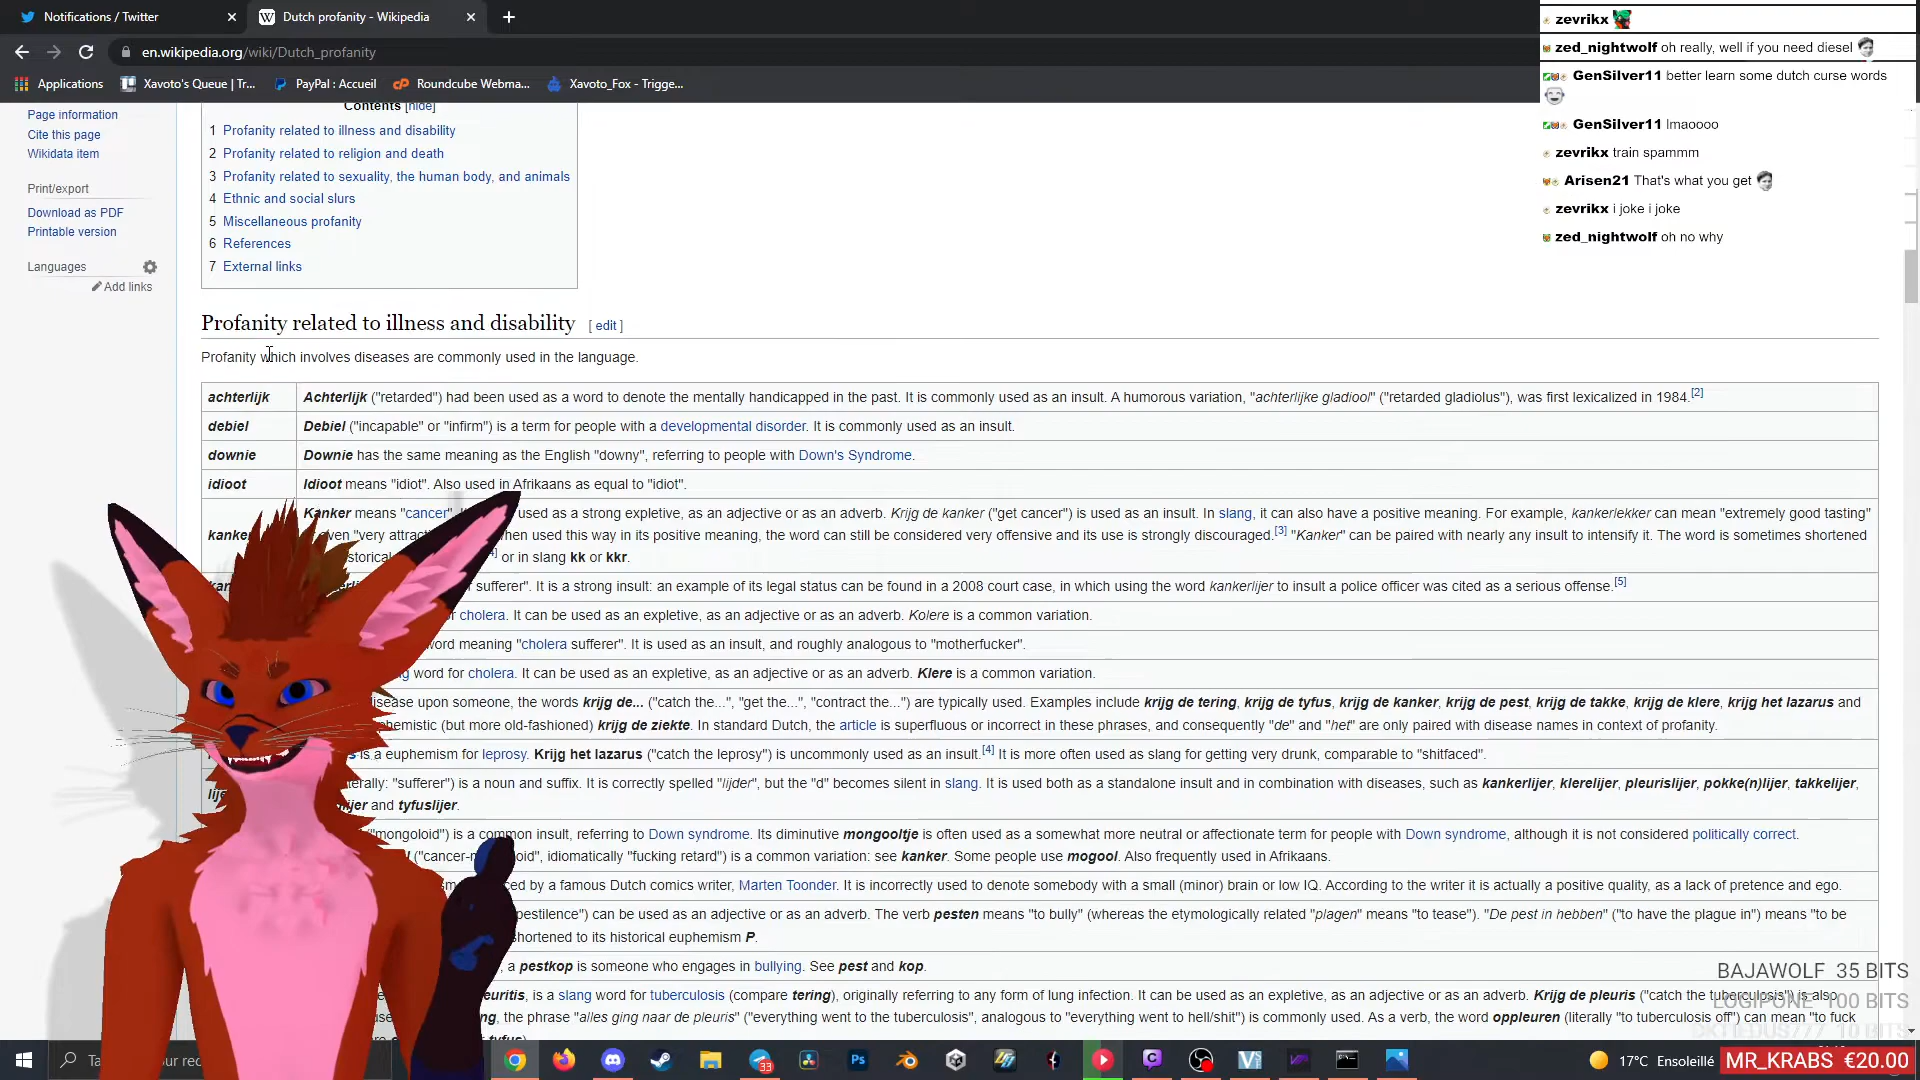 Notifications / Twitter
Dutch profanity - Wikipedia
en.wikipedia.org/wiki/Dutch_profanity
Applications
Xavoto's Queue | Tr...
PayPal : Accueil
Roundcube Webma...
Xavoto_Fox - Trigge...
zevrikx
zed_nightwolf oh really, well if you need diesel
GenSilver11 better learn some dutch curse words
GenSilver11 lmaoooo
zevrikx train spammm
Arisen21 That's what you get
zevrikx i joke i joke
zed_nightwolf oh no why
Page information
Cite this page
Wikidata item
Print/export
Download as PDF
Printable version
Languages
Add links
Contents [hide]
1 Profanity related to illness and disability
2 Profanity related to religion and death
3 Profanity related to sexuality, the human body, and animals
4 Ethnic and social slurs
5 Miscellaneous profanity
6 References
7 External links
Profanity related to illness and disability [ edit ]
Profanity which involves diseases are commonly used in the language.
achterlijk Achterlijk ("retarded") had been used as a word to denote the mentally handicapped in the past. It is commonly used as an insult. A humorous variation, "achterlijke gladiool" ("retarded gladiolus"), was first lexicalized in 1984.[2]
debiel Debiel ("incapable" or "infirm") is a term for people with a developmental disorder. It is commonly used as an insult.
downie Downie has the same meaning as the English "downy", referring to people with Down's Syndrome.
idioot Idioot means "idiot". Also used in Afrikaans as equal to "idiot".
Kanker means "cancer". used as a strong expletive, as an adjective or as an adverb. Krijg de kanker ("get cancer") is used as an insult. In slang, it can also have a positive meaning. For example, kankerlekker can mean "extremely good tasting"
when used this way in its positive meaning, the word can still be considered very offensive and its use is strongly discouraged.[3] "Kanker" can be paired with nearly any insult to intensify it. The word is sometimes shortened
or in slang kk or kkr.
sufferer". It is a strong insult: an example of its legal status can be found in a 2008 court case, in which using the word kankerlijer to insult a police officer was cited as a serious offense.[5]
cholera. It can be used as an expletive, as an adjective or as an adverb. Kolere is a common variation.
word meaning "cholera sufferer". It is used as an insult, and roughly analogous to "motherfucker".
word for cholera. It can be used as an expletive, as an adjective or as an adverb. Klere is a common variation.
disease upon someone, the words krijg de... ("catch the...", "get the...", "contract the...") are typically used. Examples include krijg de tering, krijg de tyfus, krijg de kanker, krijg de pest, krijg de takke, krijg de klere, krijg het lazarus and
(but more old-fashioned) krijg de ziekte. In standard Dutch, the article is superfluous or incorrect in these phrases, and consequently "de" and "het" are only paired with disease names in context of profanity.
is a euphemism for leprosy. Krijg het lazarus ("catch the leprosy") is uncommonly used as an insult.[4] It is more often used as slang for getting very drunk, comparable to "shitfaced".
"sufferer") is a noun and suffix. It is correctly spelled "lijder", but the "d" becomes silent in slang. It is used both as a standalone insult and in combination with diseases, such as kankerlijer, klerelijer, pleurislijer, pokke(n)lijer, takkelijer,
and tyfuslijer.
("mongoloid") is a common insult, referring to Down syndrome. Its diminutive mongooltje is often used as a somewhat more neutral or affectionate term for people with Down syndrome, although it is not considered politically correct.
idiomatically "fucking retard") is a common variation: see kanker. Some people use mogool. Also frequently used in Afrikaans.
by a famous Dutch comics writer, Marten Toonder. It is incorrectly used to denote somebody with a small (minor) brain or low IQ. According to the writer it is actually a positive quality, as a lack of pretence and ego.
can be used as an adjective or as an adverb. The verb pesten means "to bully" (whereas the etymologically related "plagen" means "to tease"). "De pest in hebben" ("to have the plague in") means "to be
shortened to its historical euphemism P.
a pestkop is someone who engages in bullying. See pest and kop.
is a slang word for tuberculosis (compare tering), originally referring to any form of lung infection. It can be used as an expletive, as an adjective or as an adverb. Krijg de pleuris ("catch the tuberculosis") is also
the phrase "alles ging naar de pleuris" ("everything went to the tuberculosis", analogous to "everything went to hell/shit") is commonly used. As a verb, the word oppleuren (literally "to tuberculosis off") can mean "to fuck
BAJAWOLF 35 BITS
LOGIPONE 100 BITS
33
17°C Ensoleillé
MR_KRABS €20.00